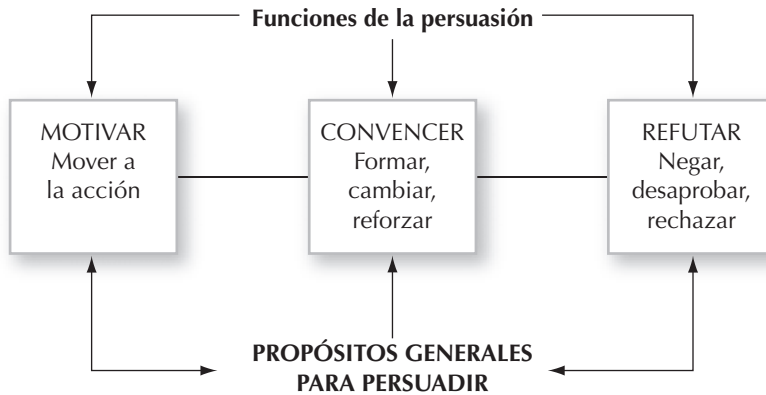 Funciones de la persuasión
MOTIVAR
Mover a
la acción
CONVENCER
Formar,
cambiar,
reforzar
REFUTAR
Negar,
desaprobar,
rechazar
PROPÓSITOS GENERALES
PARA PERSUADIR